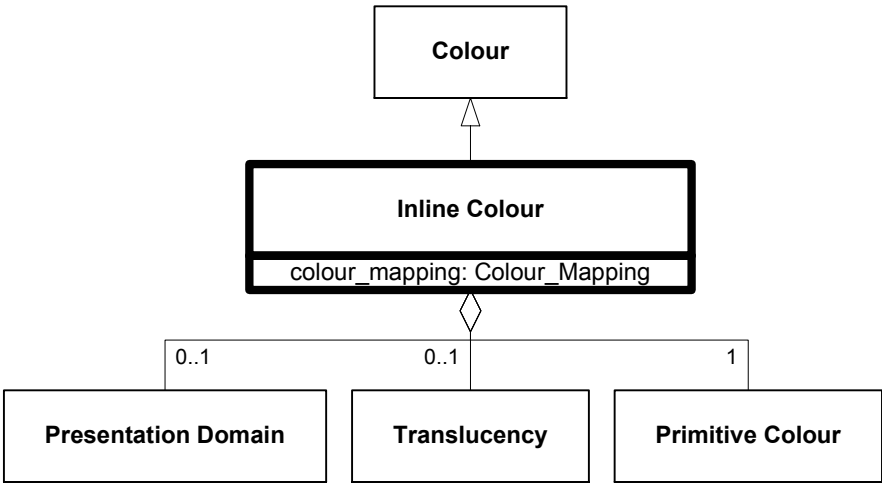 Colour
Inline Colour
colour_mapping: Colour_Mapping
0..1 0..1 1
Presentation Domain Translucency Primitive Colour